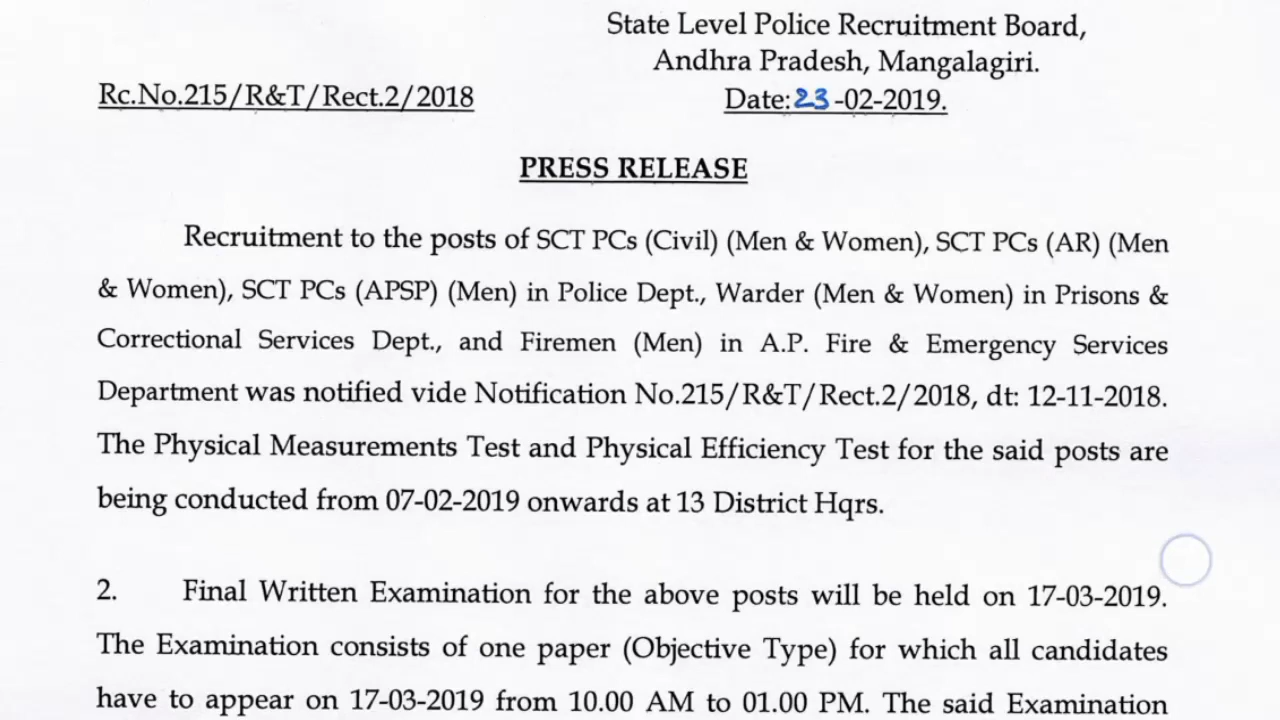 State Level Police Recruitment Board,
Andhra Pradesh, Mangalagiri.
Rc.No.215/R&T/Rect.2/2018
Date:23-02-2019.
PRESS RELEASE
Recruitment to the posts of SCT PCs (Civil) (Men & Women), SCT PCs (AR) (Men
& Women), SCT PCs (APSP) (Men) in Police Dept., Warder (Men & Women) in Prisons &
Correctional Services Dept., and Firemen (Men) in A.P. Fire & Emergency Services
Department was notified vide Notification No.215/R&T/Rect.2/2018, dt: 12-11-2018.
The Physical Measurements Test and Physical Efficiency Test for the said posts are
being conducted from 07-02-2019 onwards at 13 District Hqrs.
2. Final Written Examination for the above posts will be held on 17-03-2019.
The Examination consists of one paper (Objective Type) for which all candidates
have to appear on 17-03-2019 from 10.00 AM to 01.00 PM. The said Examination